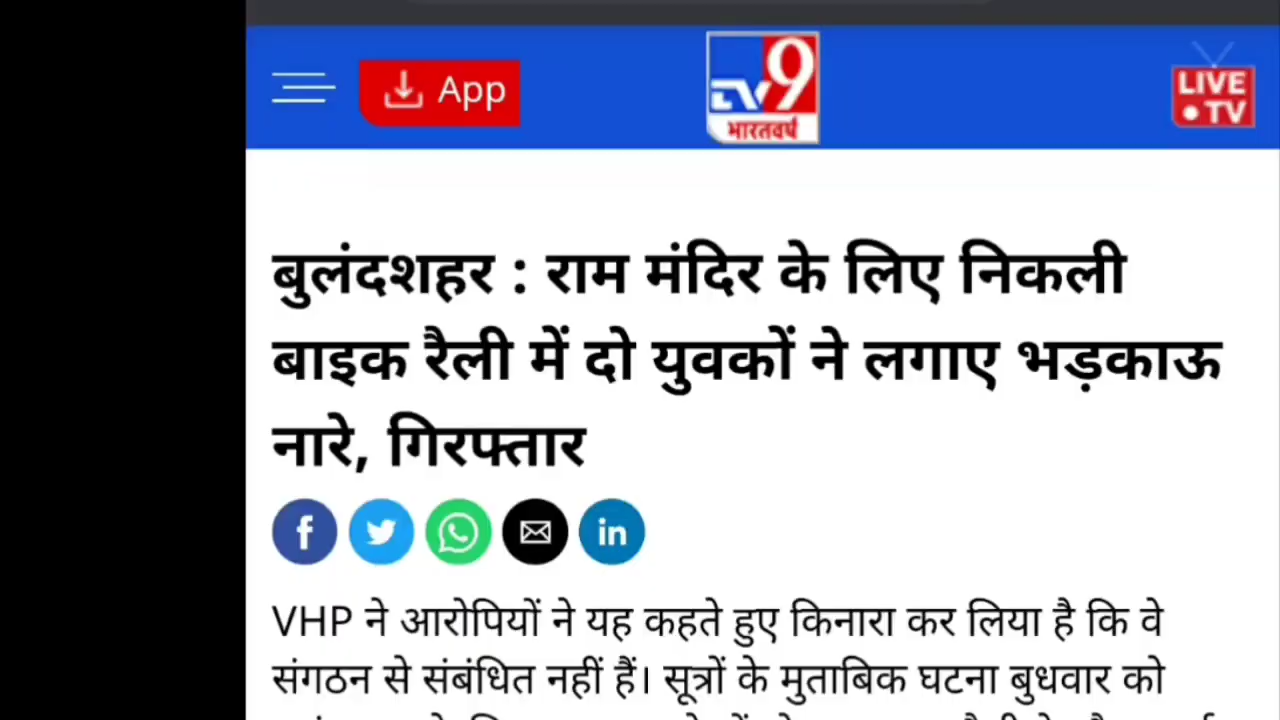 App
TV9
भारतवर्ष
LIVE
TV
बुलंदशहर : राम मंदिर के लिए निकली
बाइक रैली में दो युवकों ने लगाए भड़काऊ
नारे, गिरफ्तार
VHP ने आरोपियों ने यह कहते हुए किनारा कर लिया है कि वे
संगठन से संबंधित नहीं हैं। सूत्रों के मुताबिक घटना बुधवार को